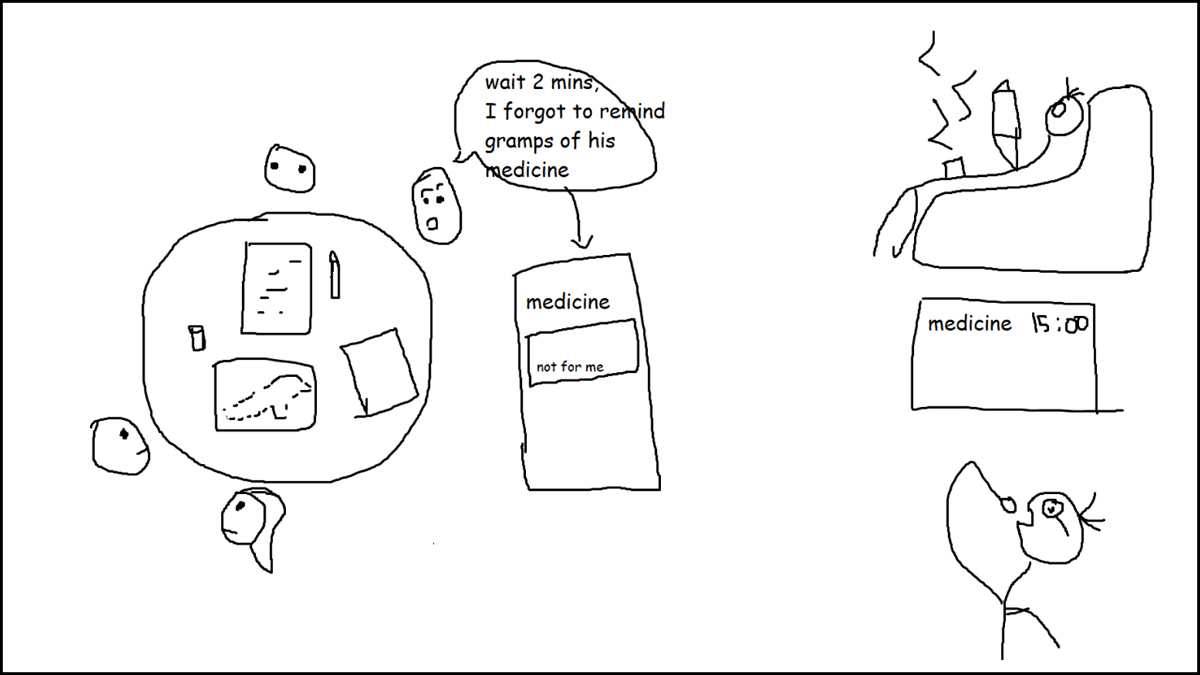 wait 2 mins,
I forgot to remind
gramps of his
medicine
medicine
not for me
medicine 15:00